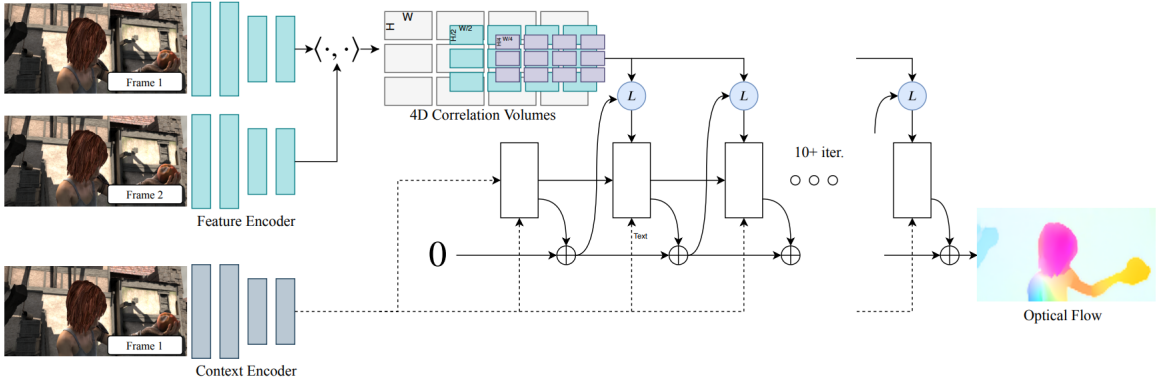 Frame 1
⟨·, ·⟩
H
W
H/2
W/2
H/4
W/4
4D Correlation Volumes
L
L
L
10+ iter.
Frame 2
Feature Encoder
0
Text
Frame 1
Context Encoder
Optical Flow